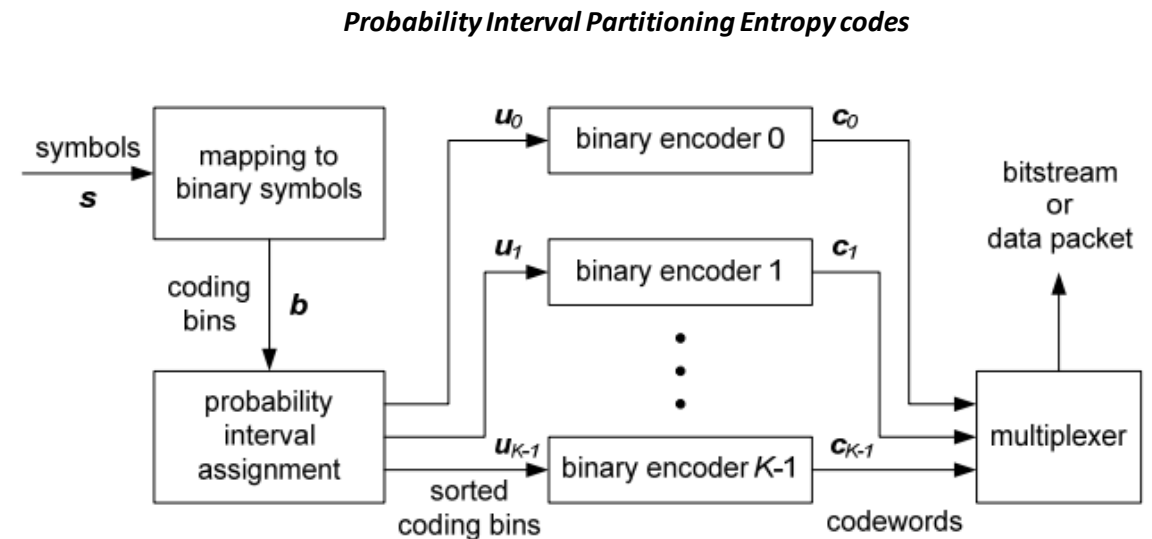 Probability Interval Partitioning Entropy codes
symbols
s
mapping to
binary symbols
coding
bins
b
probability
interval
assignment
u0
u1
uK-1
sorted
coding bins
binary encoder 0
binary encoder 1
binary encoder K-1
c0
c1
cK-1
codewords
multiplexer
bitstream
or
data packet